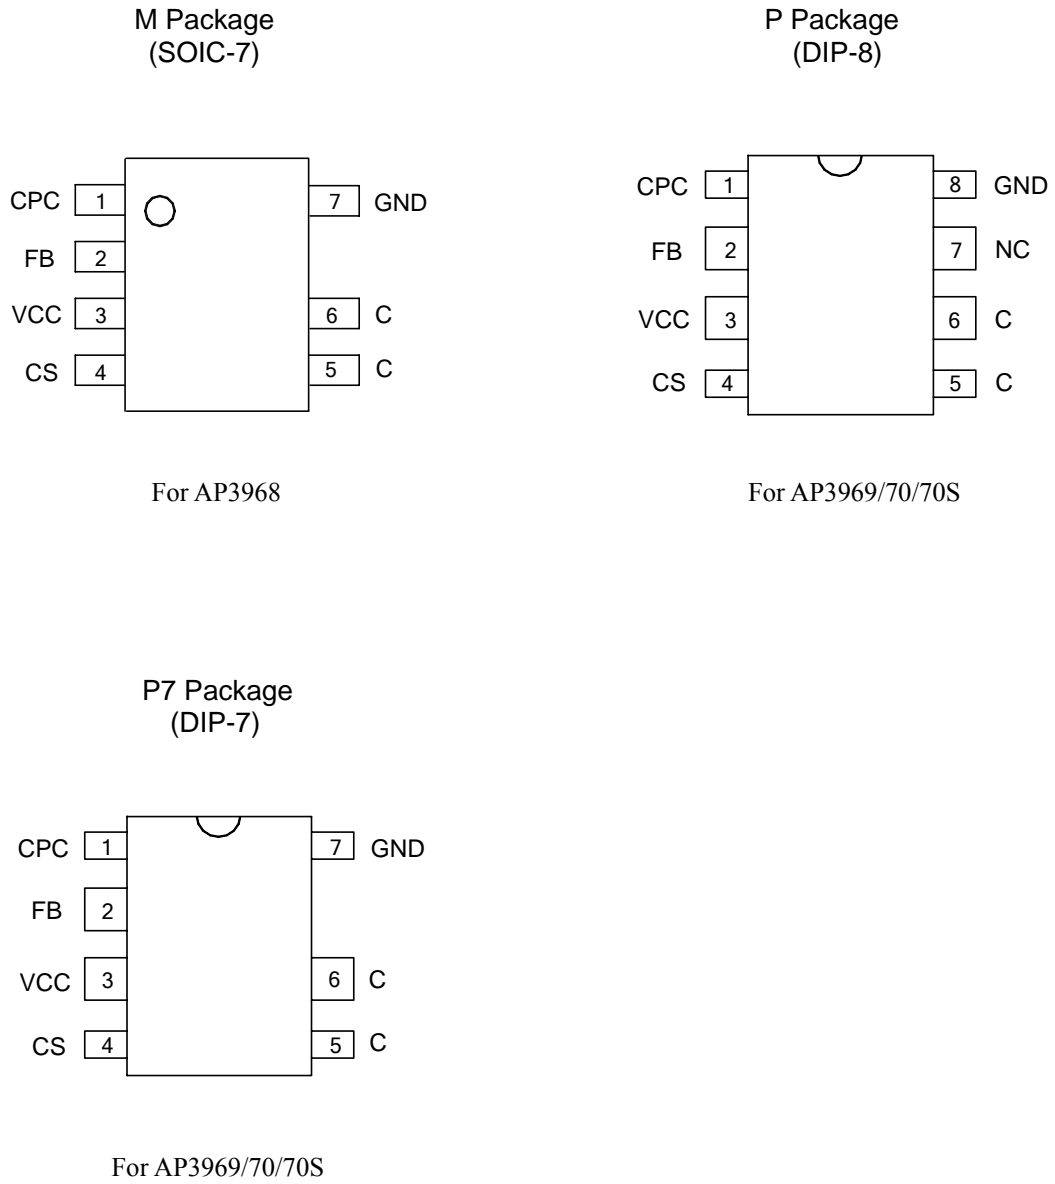 M Package
(SOIC-7)
CPC 1 7 GND
FB 2
VCC 3 6 C
CS 4 5 C
For AP3968
P Package
(DIP-8)
CPC 1 8 GND
FB 2 7 NC
VCC 3 6 C
CS 4 5 C
For AP3969/70/70S
P7 Package
(DIP-7)
CPC 1 7 GND
FB 2
VCC 3 6 C
CS 4 5 C
For AP3969/70/70S